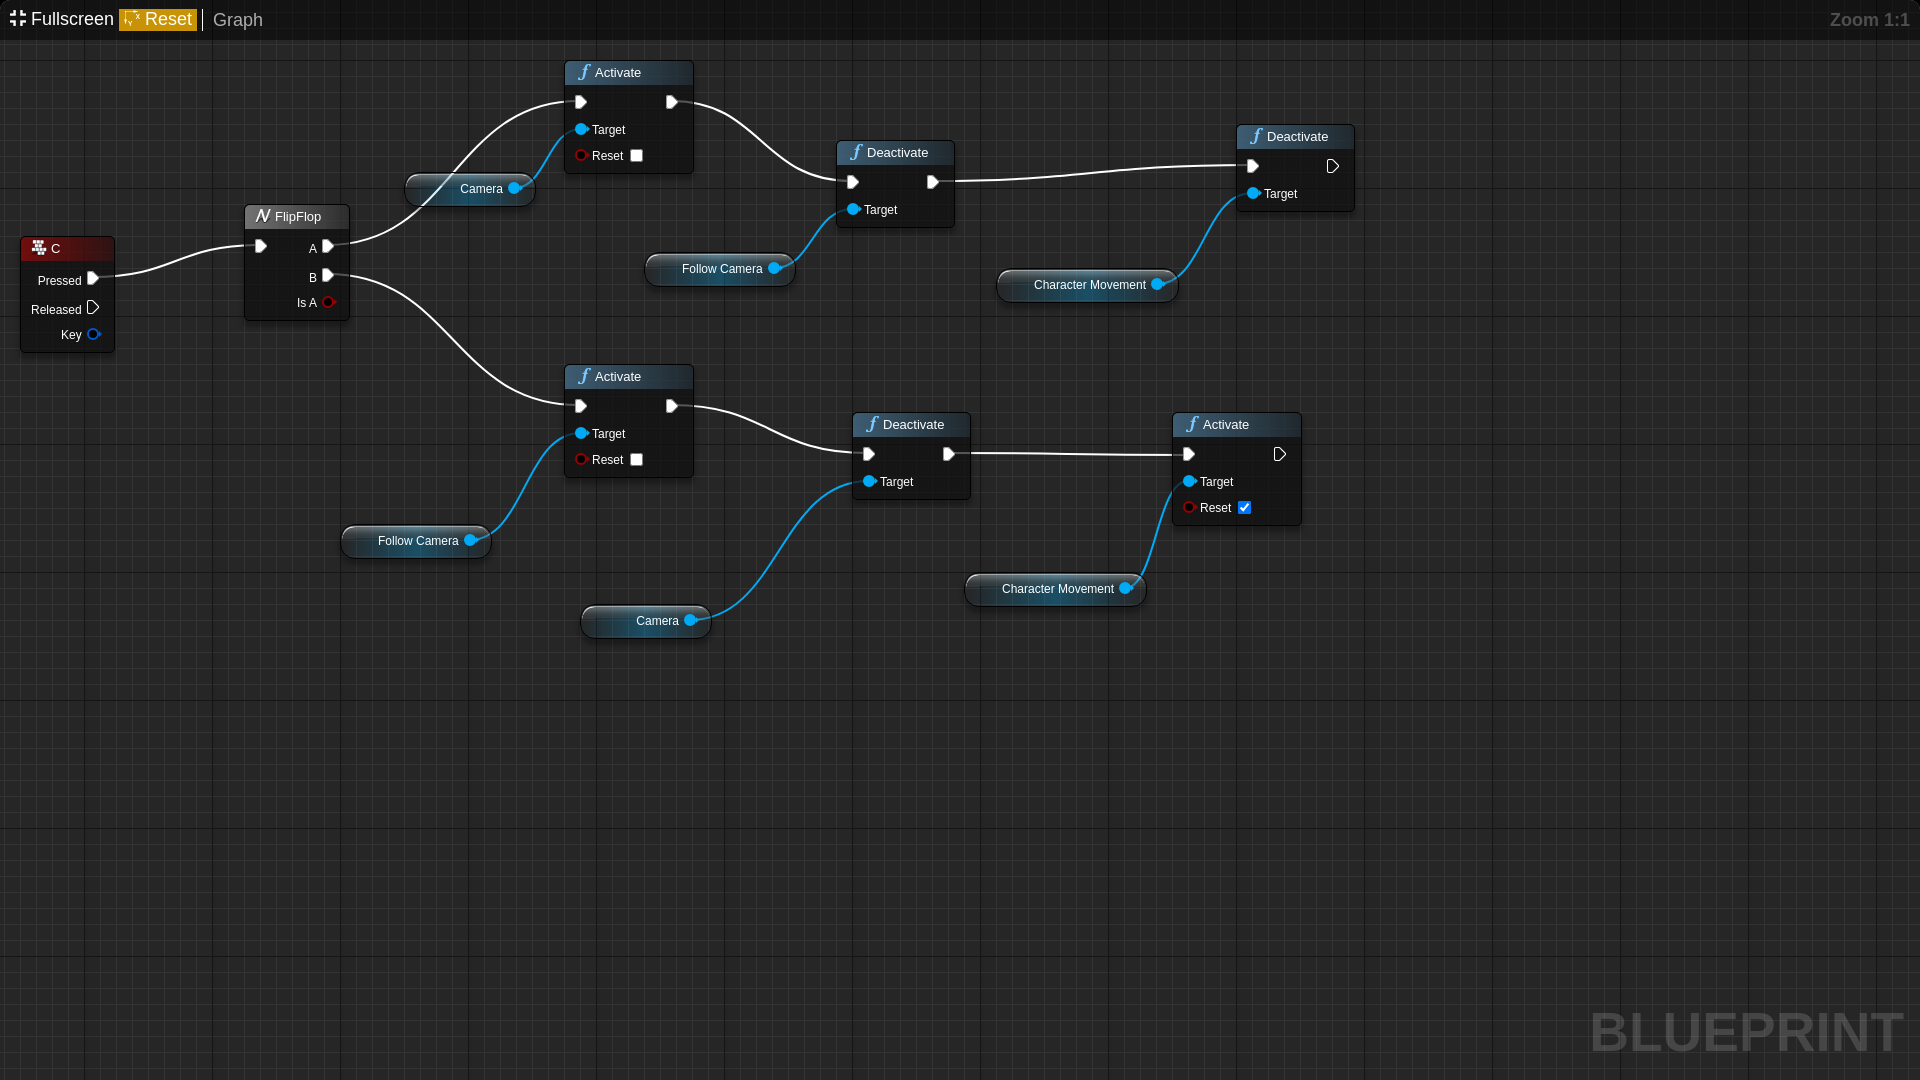 Fullscreen Reset Graph Zoom 1:1
Activate
Target
Reset
Camera
Deactivate
Target
Follow Camera
Deactivate
Target
Character Movement
FlipFlop
A
B
Is A
C
Pressed
Released
Key
Activate
Target
Reset
Follow Camera
Deactivate
Target
Camera
Activate
Target
Reset
Character Movement
BLUEPRINT